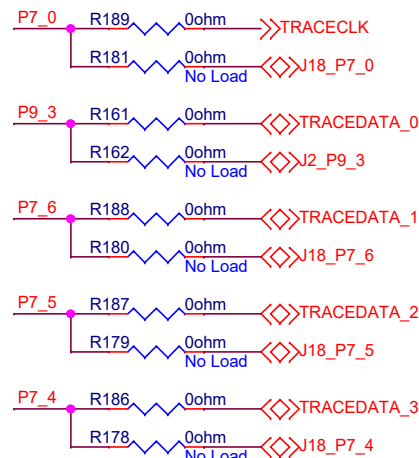 P7_0 R189 0ohm TRACECLK
R181 0ohm J18_P7_0
No Load
P9_3 R161 0ohm TRACEDATA_0
R162 0ohm J2_P9_3
No Load
P7_6 R188 0ohm TRACEDATA_1
R180 0ohm J18_P7_6
No Load
P7_5 R187 0ohm TRACEDATA_2
R179 0ohm J18_P7_5
No Load
P7_4 R186 0ohm TRACEDATA_3
R178 0ohm J18_P7_4
No Load